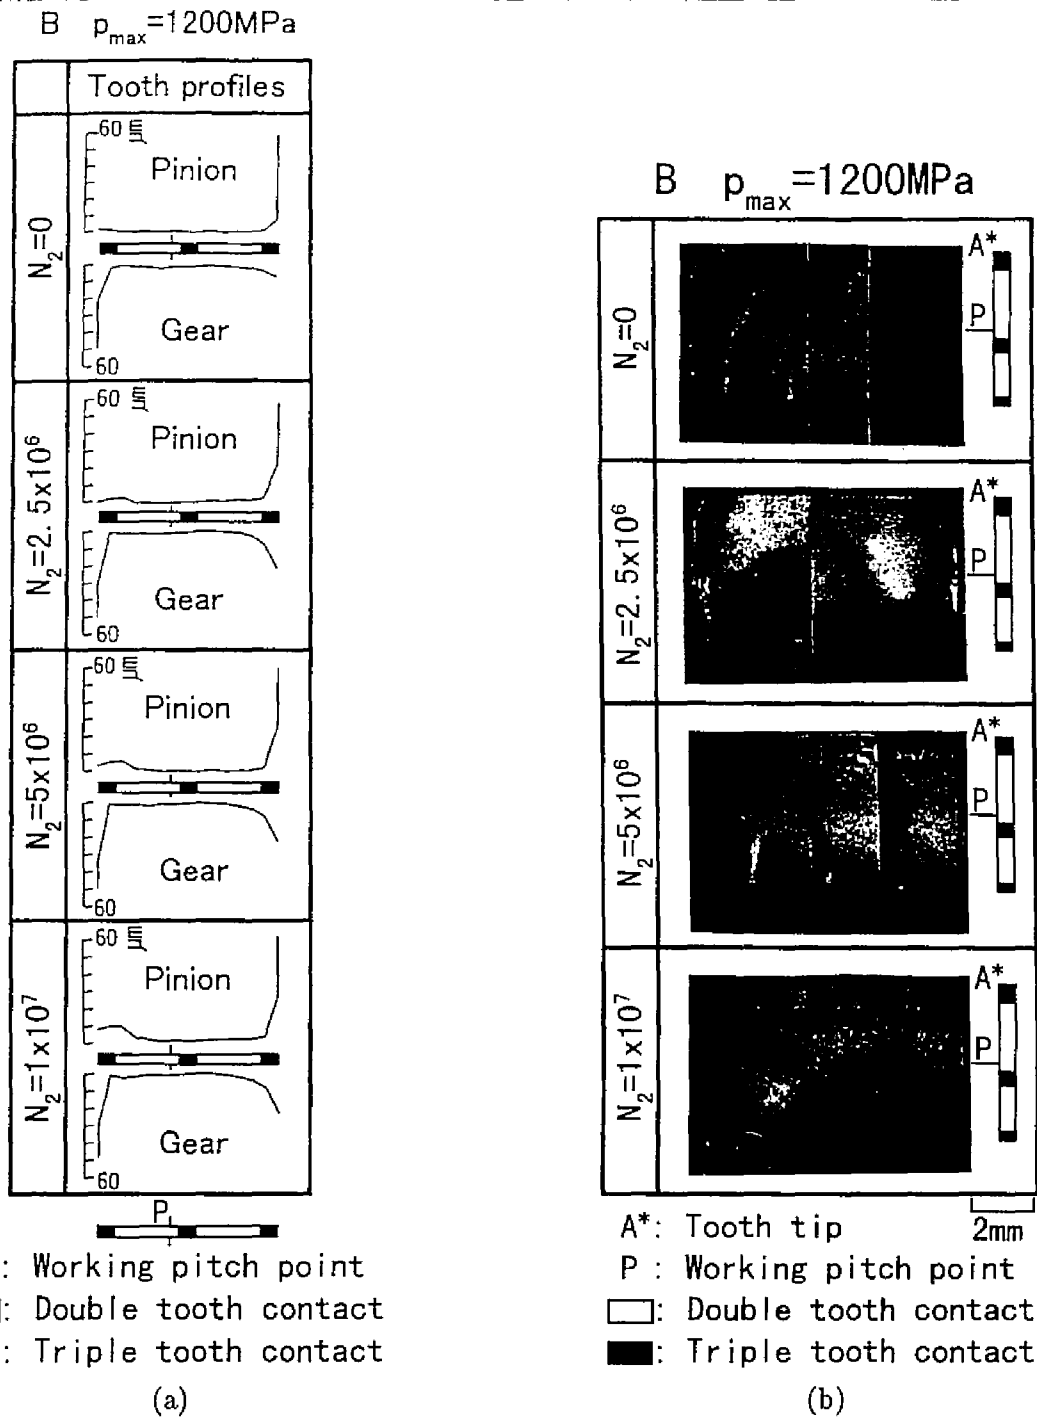 B p_max=1200MPa
Tooth profiles
N₂=0
60 μm
Pinion
Gear
60
N₂=2.5x10⁶
60 μm
Pinion
Gear
60
N₂=5x10⁶
60 μm
Pinion
Gear
60
N₂=1x10⁷
60 μm
Pinion
Gear
60
P
: Working pitch point
: Double tooth contact
: Triple tooth contact
(a)
B p_max=1200MPa
N₂=0
A*
P
N₂=2.5x10⁶
A*
P
N₂=5x10⁶
A*
P
N₂=1x10⁷
A*
P
2mm
A*: Tooth tip
P : Working pitch point
: Double tooth contact
: Triple tooth contact
(b)